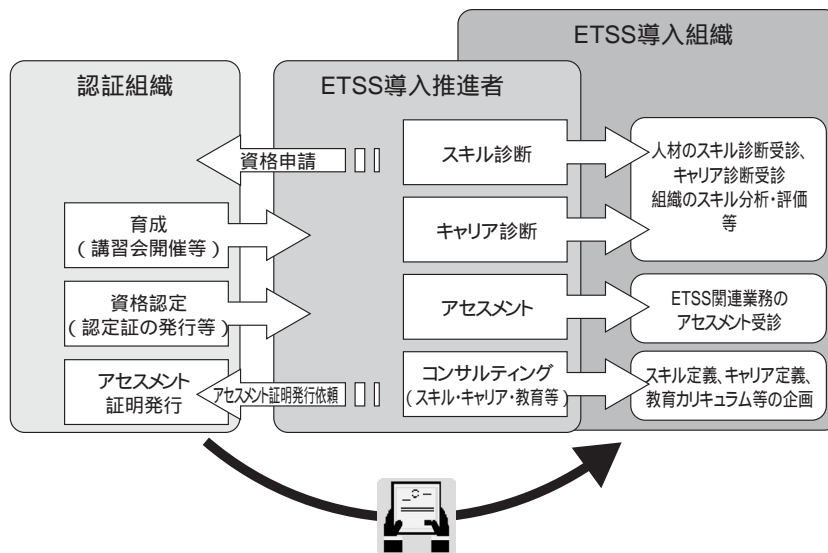 ETSS導入組織
認証組織
ETSS導入推進者
資格申請
スキル診断
人材のスキル診断受診、
キャリア診断受診
組織のスキル分析・評価
等
育成
(講習会開催等)
キャリア診断
資格認定
(認定証の発行等)
アセスメント
ETSS関連業務の
アセスメント受診
アセスメント
証明発行
アセスメント証明発行依頼
コンサルティング
(スキル・キャリア・教育等)
スキル定義、キャリア定義、
教育カリキュラム等の企画